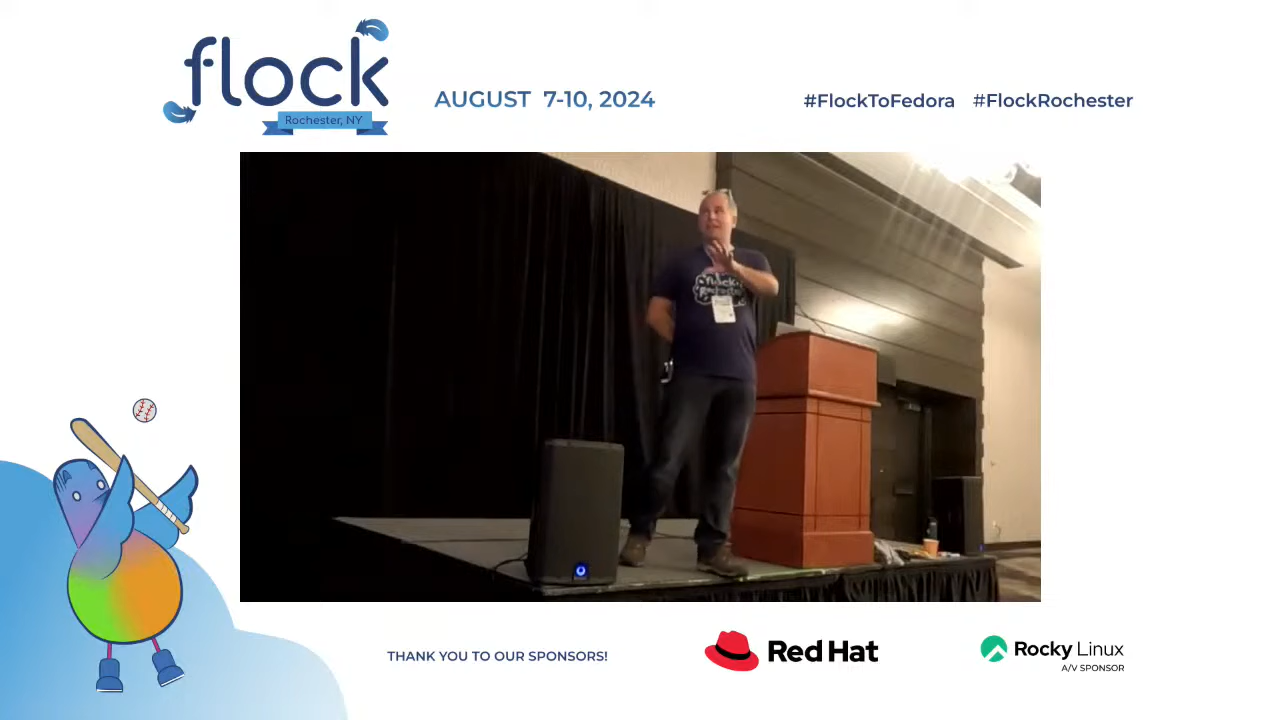 flock
Rochester, NY
AUGUST 7-10, 2024
#FlockToFedora #FlockRochester
flock
THANK YOU TO OUR SPONSORS!
Red Hat
Rocky Linux
A/V SPONSOR